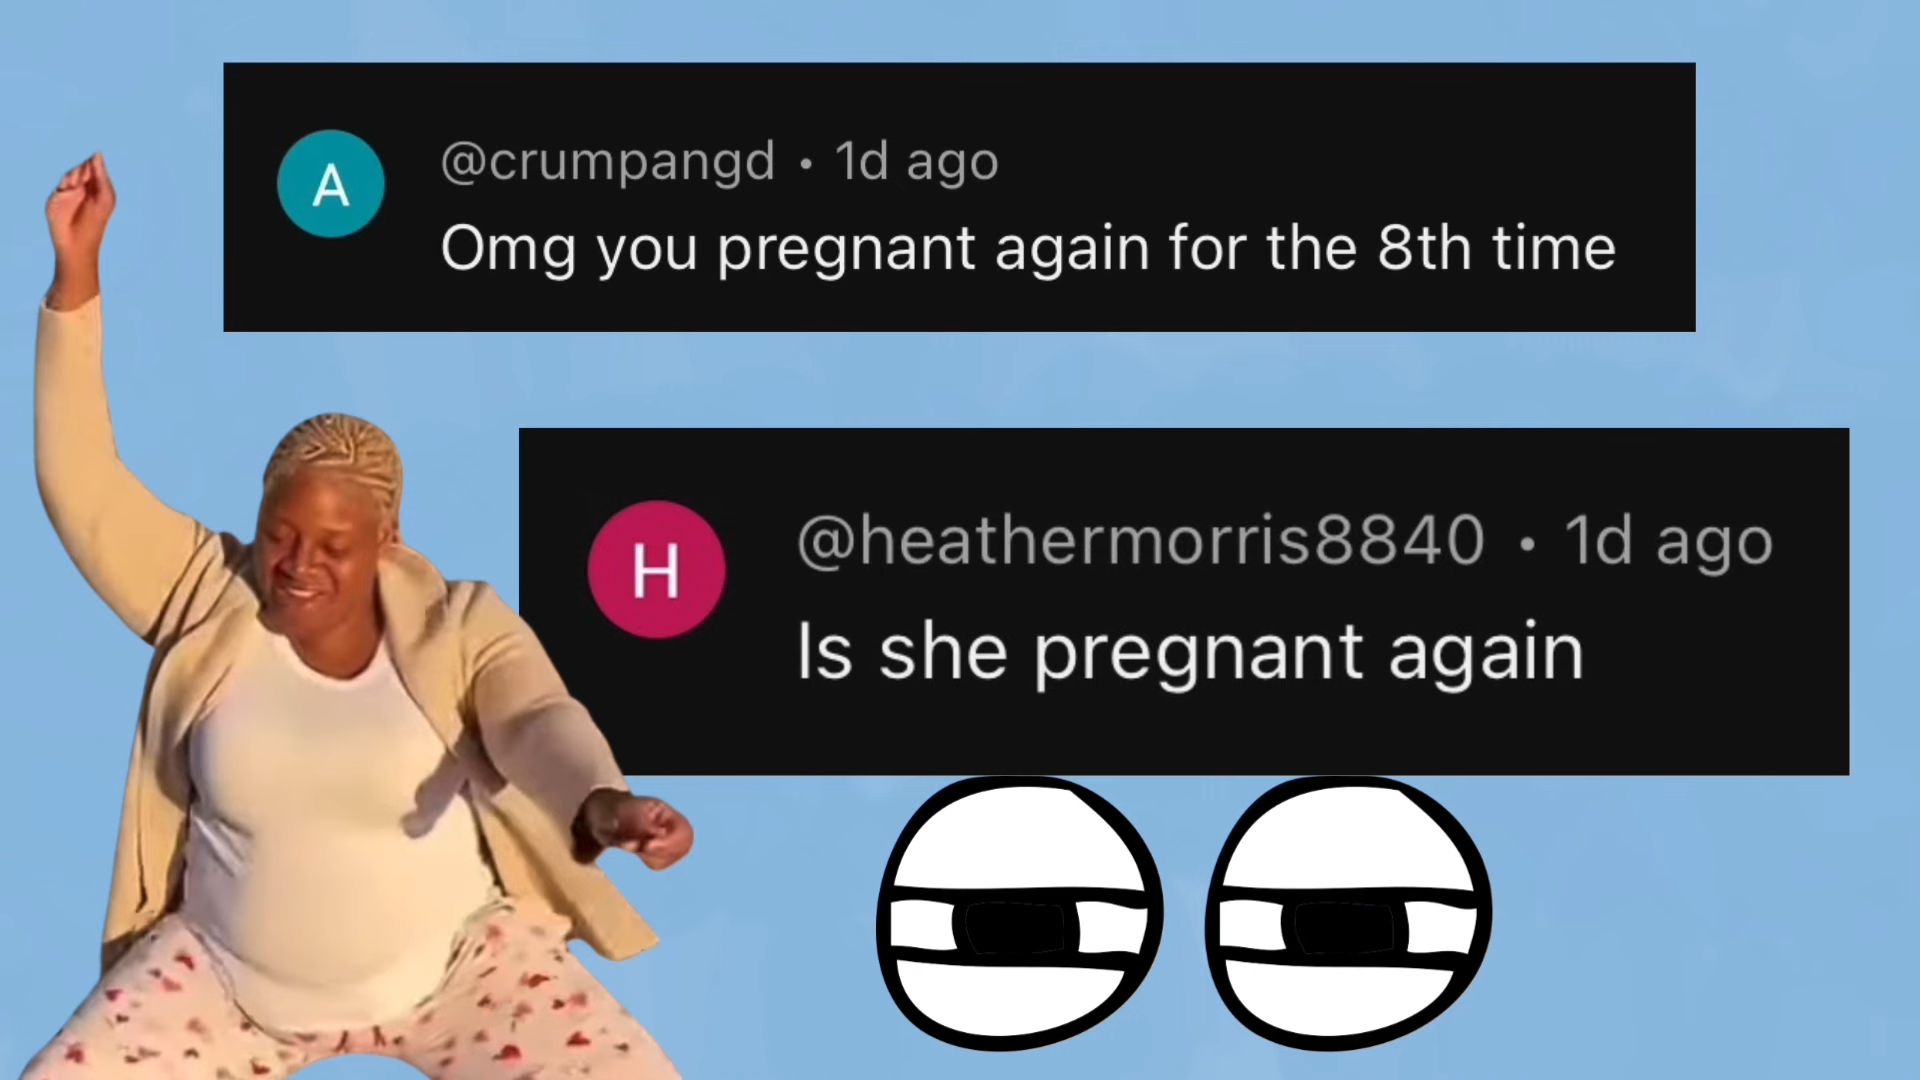 A
@crumpangd • 1d ago
Omg you pregnant again for the 8th time
H
@heathermorris8840 • 1d ago
Is she pregnant again